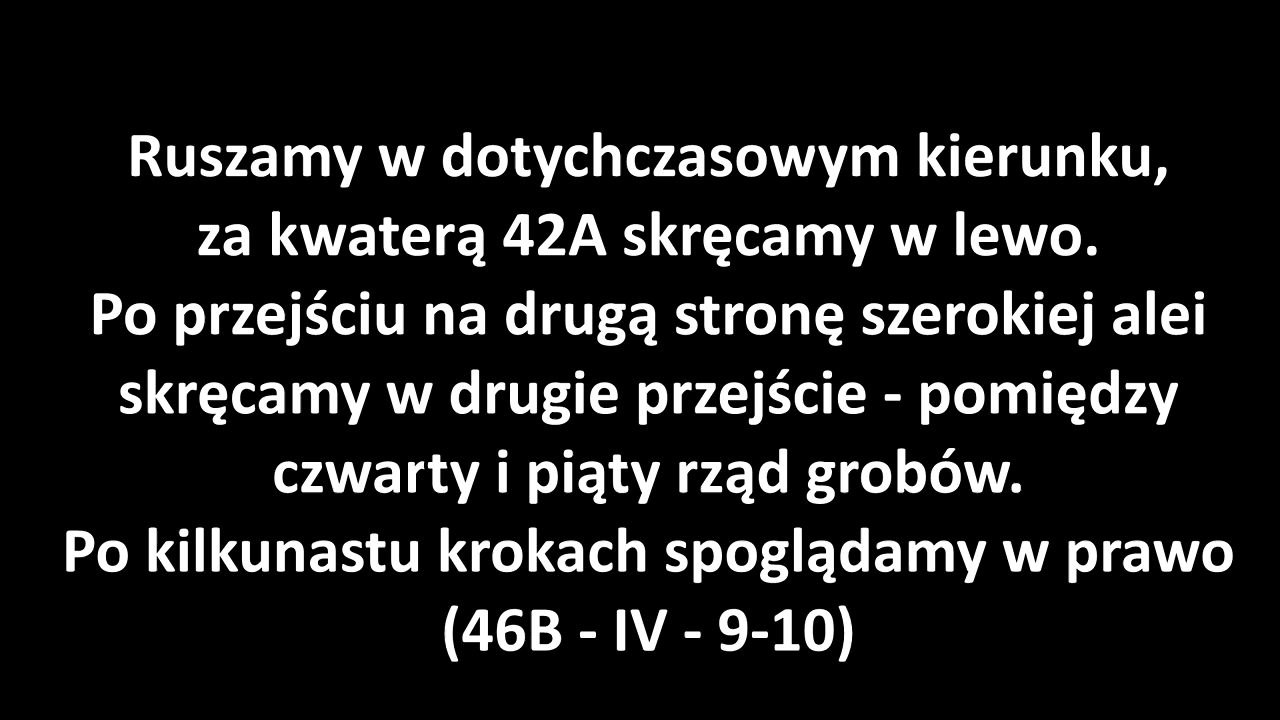 Ruszamy w dotychczasowym kierunku,
za kwaterą 42A skręcamy w lewo.
Po przejściu na drugą stronę szerokiej alei
skręcamy w drugie przejście - pomiędzy
czwarty i piąty rząd grobów.
Po kilkunastu krokach spoglądamy w prawo
(46B - IV - 9-10)